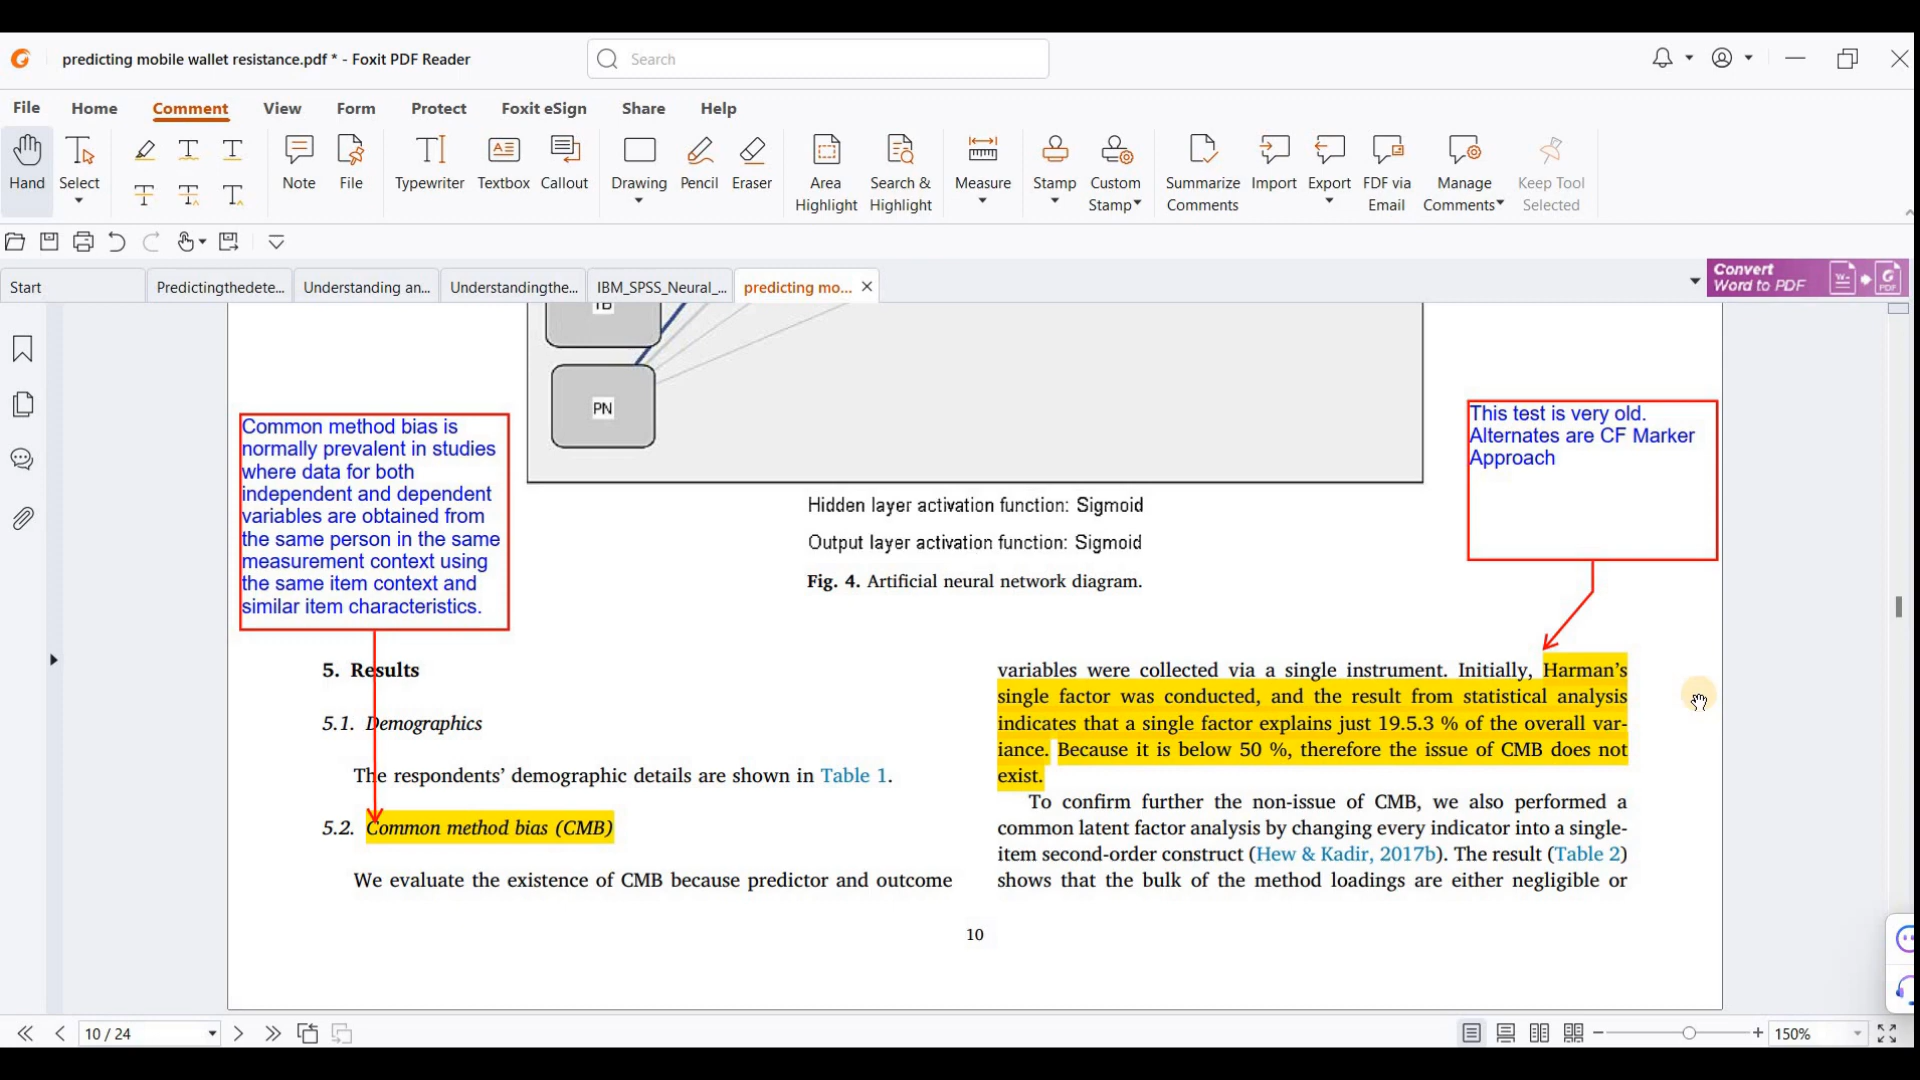 predicting mobile wallet resistance.pdf * - Foxit PDF Reader
Search
File Home Comment View Form Protect Foxit eSign Share Help
Hand
Select
Note
File
Typewriter
Textbox
Callout
Drawing
Pencil
Eraser
Area
Highlight
Search &
Highlight
Measure
Stamp
Custom
Stamp
Summarize
Comments
Import
Export
FDF via
Email
Manage
Comments
Keep Tool
Selected
Start
Predictingthedete...
Understanding an...
Understandingthe...
IBM_SPSS_Neural_...
predicting mo...
Convert
Word to PDF
PN
Common method bias is
normally prevalent in studies
where data for both
independent and dependent
variables are obtained from
the same person in the same
measurement context using
the same item context and
similar item characteristics.
This test is very old.
Alternates are CF Marker
Approach
Hidden layer activation function: Sigmoid
Output layer activation function: Sigmoid
Fig. 4. Artificial neural network diagram.
5. Results
5.1. Demographics
The respondents' demographic details are shown in Table 1.
5.2. Common method bias (CMB)
We evaluate the existence of CMB because predictor and outcome
variables were collected via a single instrument. Initially, Harman's
single factor was conducted, and the result from statistical analysis
indicates that a single factor explains just 19.5.3 % of the overall var-
iance. Because it is below 50 %, therefore the issue of CMB does not
exist.
To confirm further the non-issue of CMB, we also performed a
common latent factor analysis by changing every indicator into a single-
item second-order construct (Hew & Kadir, 2017b). The result (Table 2)
shows that the bulk of the method loadings are either negligible or
10
10 / 24
150%